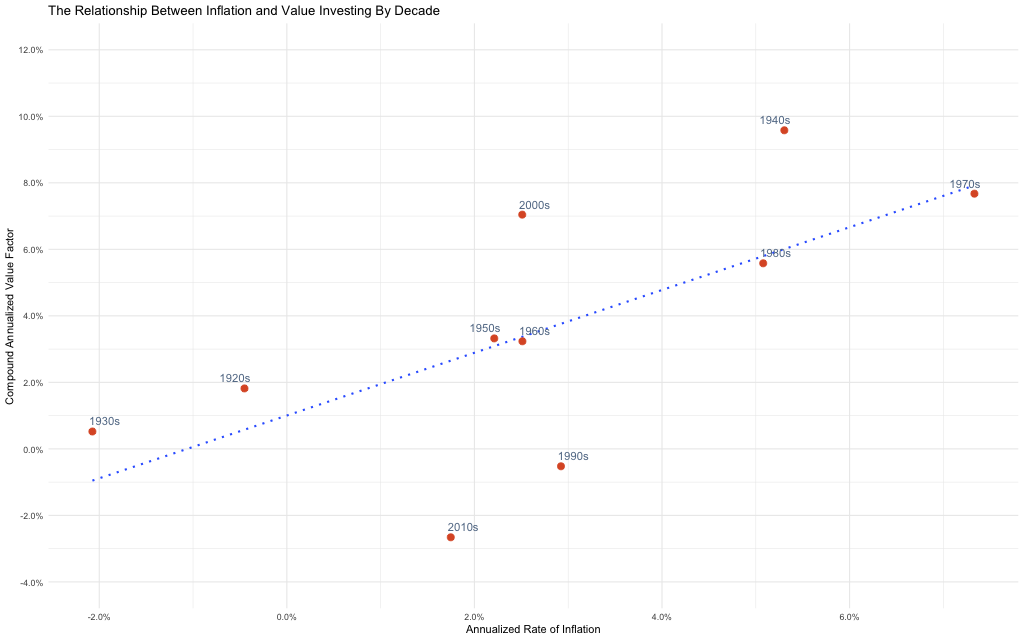 The Relationship Between Inflation and Value Investing By Decade
12.0%
10.0%
8.0%
6.0%
4.0%
2.0%
0.0%
-2.0%
-4.0%
Compound Annualized Value Factor
1940s
1970s
2000s
1980s
1950s
1960s
1920s
1930s
1990s
2010s
-2.0%
0.0%
2.0%
4.0%
6.0%
Annualized Rate of Inflation